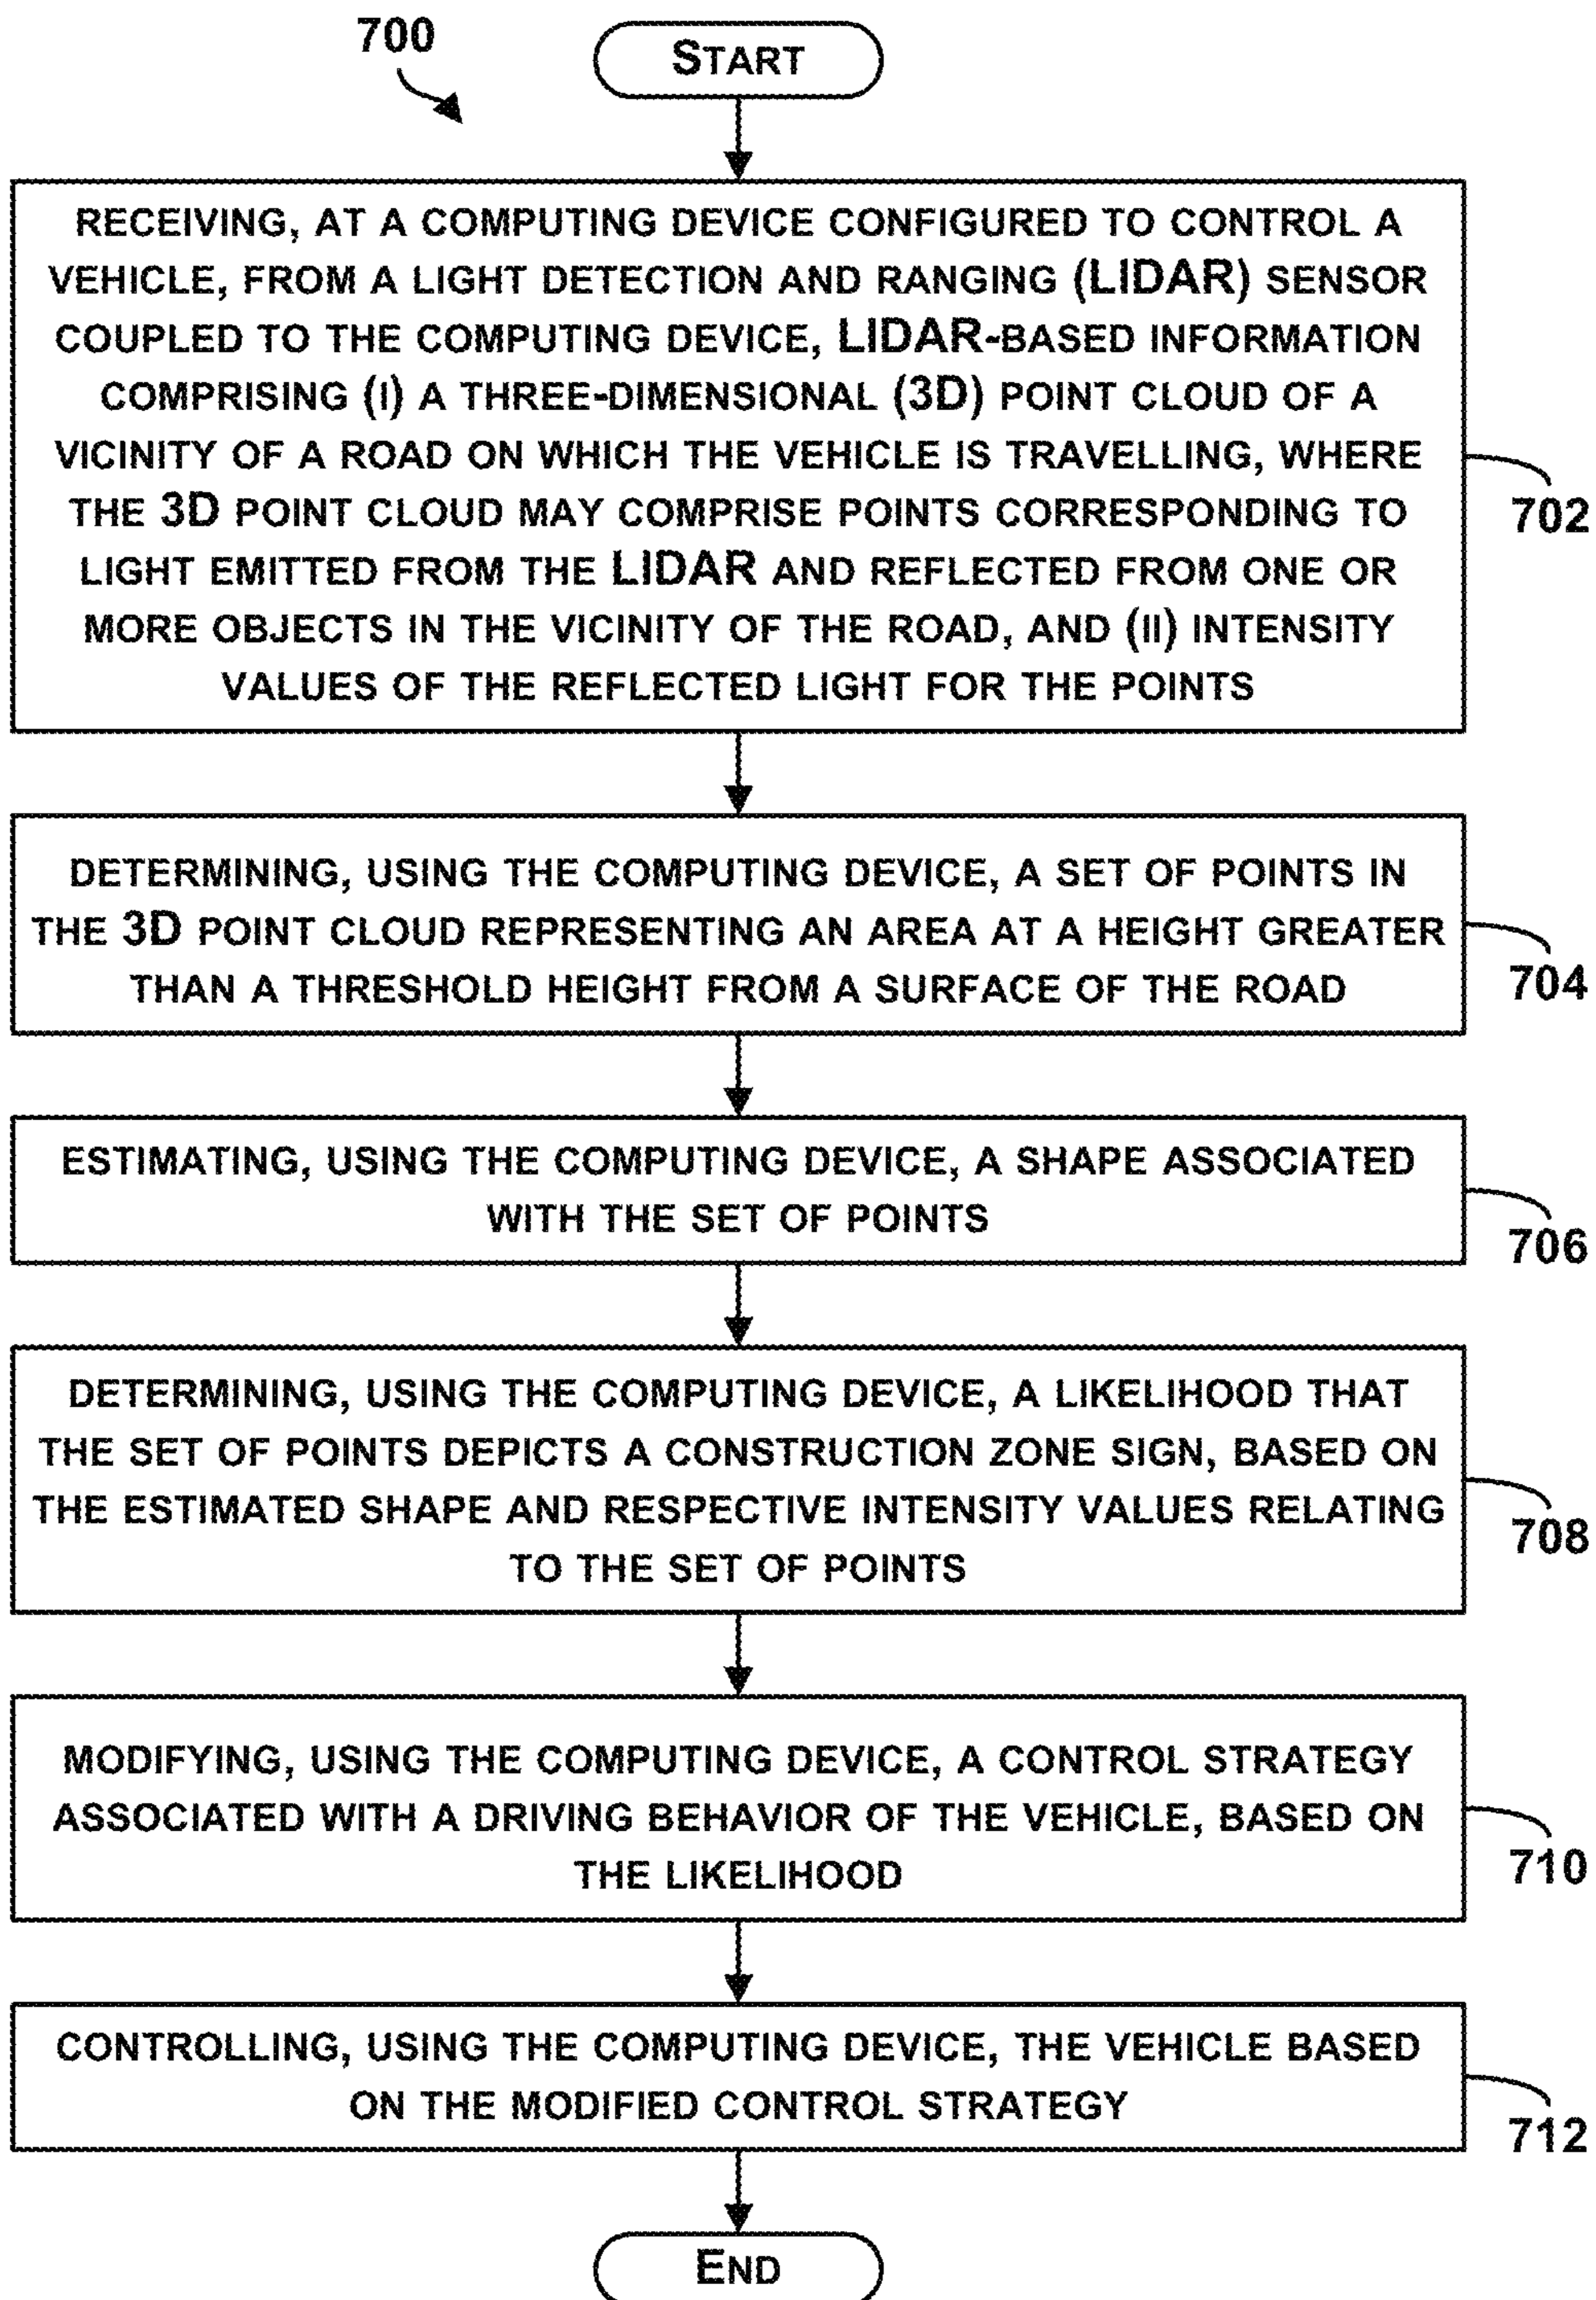 700
START
RECEIVING, AT A COMPUTING DEVICE CONFIGURED TO CONTROL A
VEHICLE, FROM A LIGHT DETECTION AND RANGING (LIDAR) SENSOR
COUPLED TO THE COMPUTING DEVICE, LIDAR-BASED INFORMATION
COMPRISING (I) A THREE-DIMENSIONAL (3D) POINT CLOUD OF A
VICINITY OF A ROAD ON WHICH THE VEHICLE IS TRAVELLING, WHERE
THE 3D POINT CLOUD MAY COMPRISE POINTS CORRESPONDING TO
LIGHT EMITTED FROM THE LIDAR AND REFLECTED FROM ONE OR
MORE OBJECTS IN THE VICINITY OF THE ROAD, AND (II) INTENSITY
VALUES OF THE REFLECTED LIGHT FOR THE POINTS
702
DETERMINING, USING THE COMPUTING DEVICE, A SET OF POINTS IN
THE 3D POINT CLOUD REPRESENTING AN AREA AT A HEIGHT GREATER
THAN A THRESHOLD HEIGHT FROM A SURFACE OF THE ROAD
704
ESTIMATING, USING THE COMPUTING DEVICE, A SHAPE ASSOCIATED
WITH THE SET OF POINTS
706
DETERMINING, USING THE COMPUTING DEVICE, A LIKELIHOOD THAT
THE SET OF POINTS DEPICTS A CONSTRUCTION ZONE SIGN, BASED ON
THE ESTIMATED SHAPE AND RESPECTIVE INTENSITY VALUES RELATING
TO THE SET OF POINTS
708
MODIFYING, USING THE COMPUTING DEVICE, A CONTROL STRATEGY
ASSOCIATED WITH A DRIVING BEHAVIOR OF THE VEHICLE, BASED ON
THE LIKELIHOOD
710
CONTROLLING, USING THE COMPUTING DEVICE, THE VEHICLE BASED
ON THE MODIFIED CONTROL STRATEGY
712
END